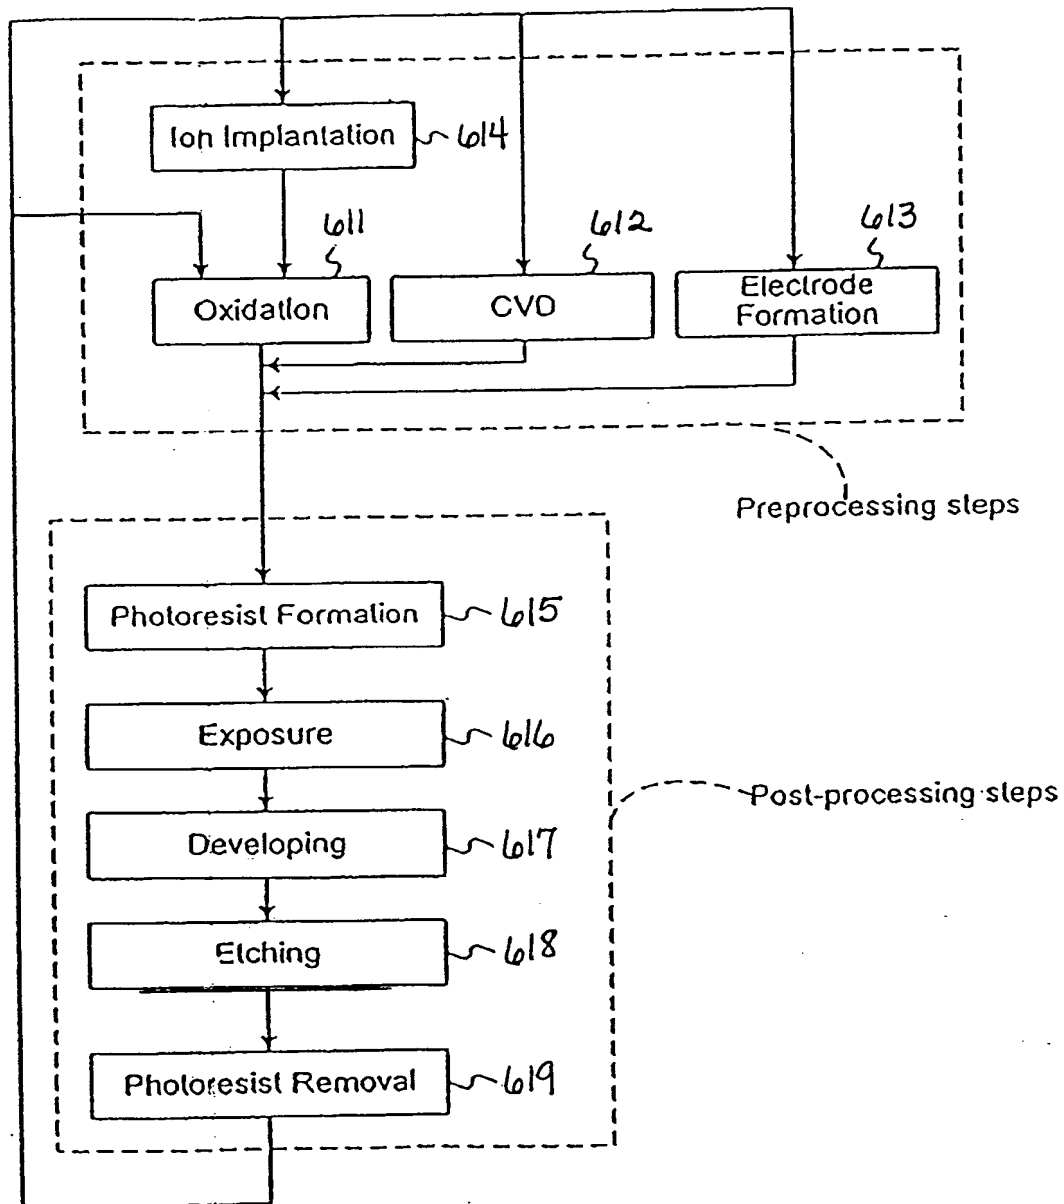 Ion Implantation
614
611
612
613
Oxidation
CVD
Electrode
Formation
Preprocessing steps
Photoresist Formation
615
Exposure
616
Post-processing steps
Developing
617
Etching
618
Photoresist Removal
619